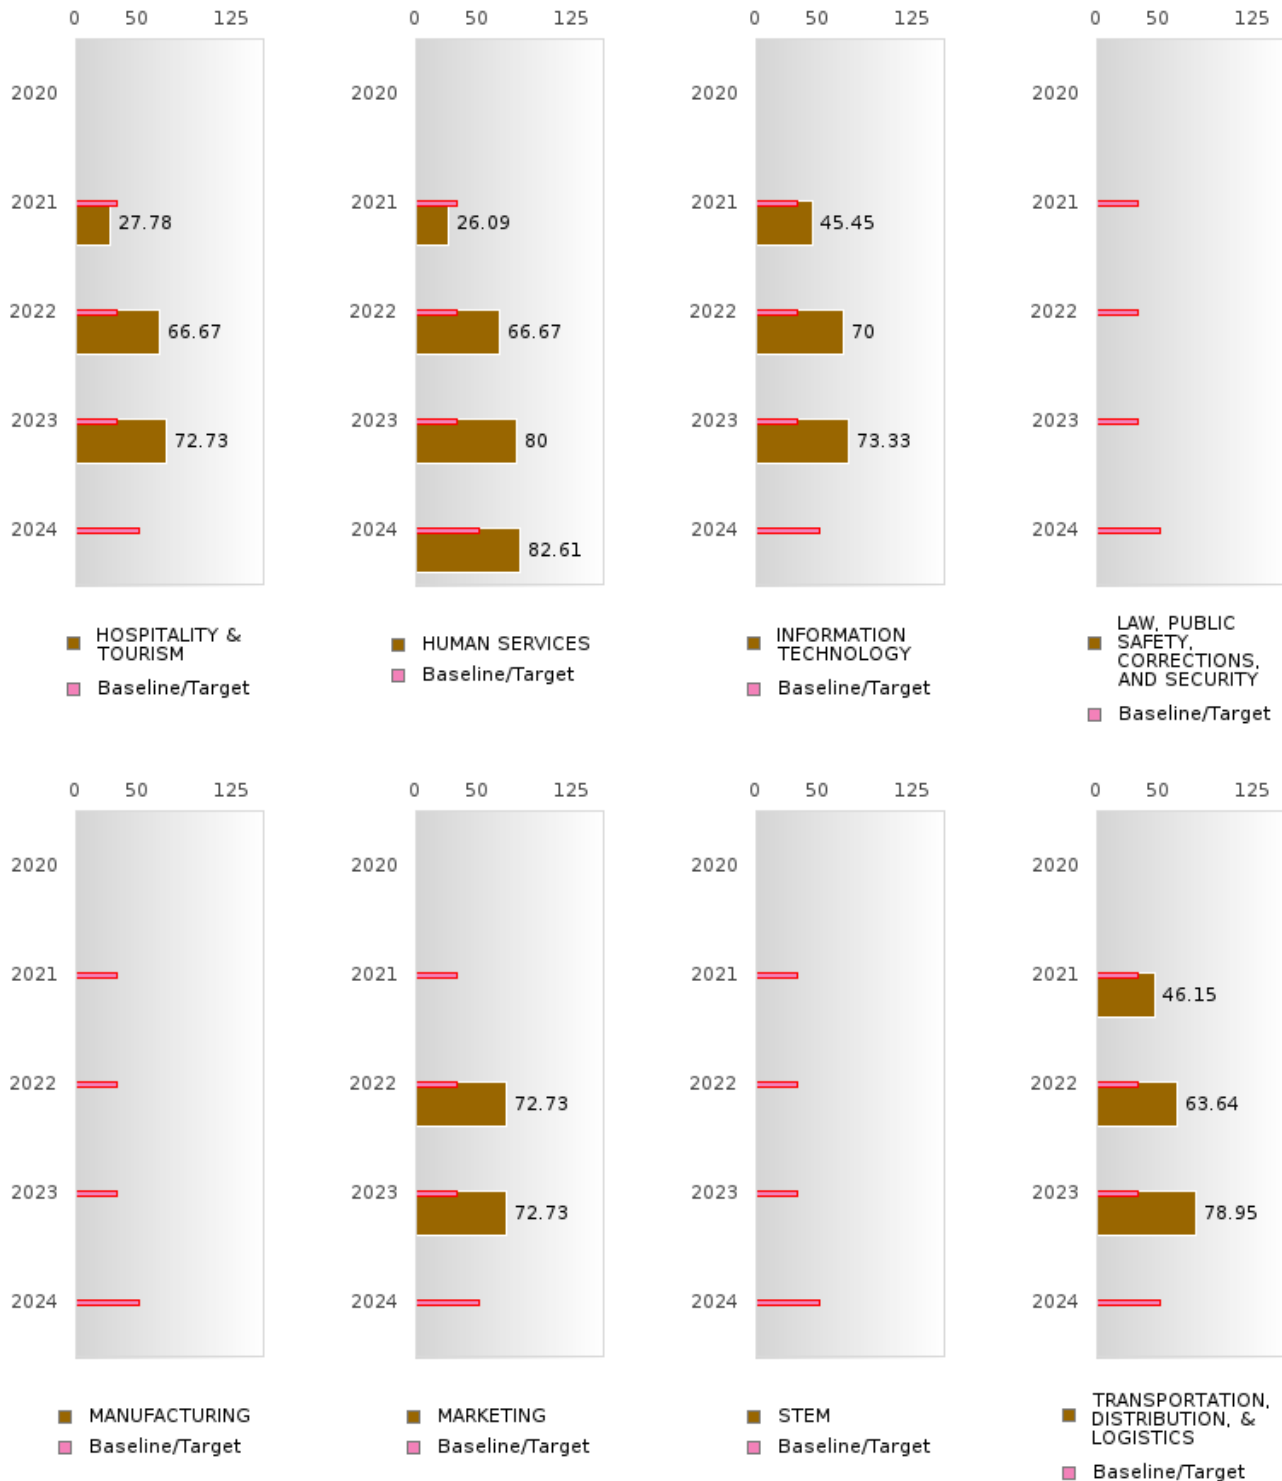 0 50 125 0 50 125 0 50 125 0 50 125
2020 2020 2020 2020
2021 2021 2021 2021
27.78 26.09 45.45
2022 2022 2022 2022
66.67 66.67 70
2023 2023 2023 2023
72.73 80 73.33
2024 2024 2024 2024
82.61
HOSPITALITY &
TOURISM
Baseline/Target
HUMAN SERVICES
Baseline/Target
INFORMATION
TECHNOLOGY
Baseline/Target
LAW, PUBLIC
SAFETY,
CORRECTIONS,
AND SECURITY
Baseline/Target
0 50 125 0 50 125 0 50 125 0 50 125
2020 2020 2020 2020
2021 2021 2021 2021
46.15
2022 2022 2022 2022
72.73 63.64
2023 2023 2023 2023
72.73 78.95
2024 2024 2024 2024
MANUFACTURING
Baseline/Target
MARKETING
Baseline/Target
STEM
Baseline/Target
TRANSPORTATION,
DISTRIBUTION, &
LOGISTICS
Baseline/Target